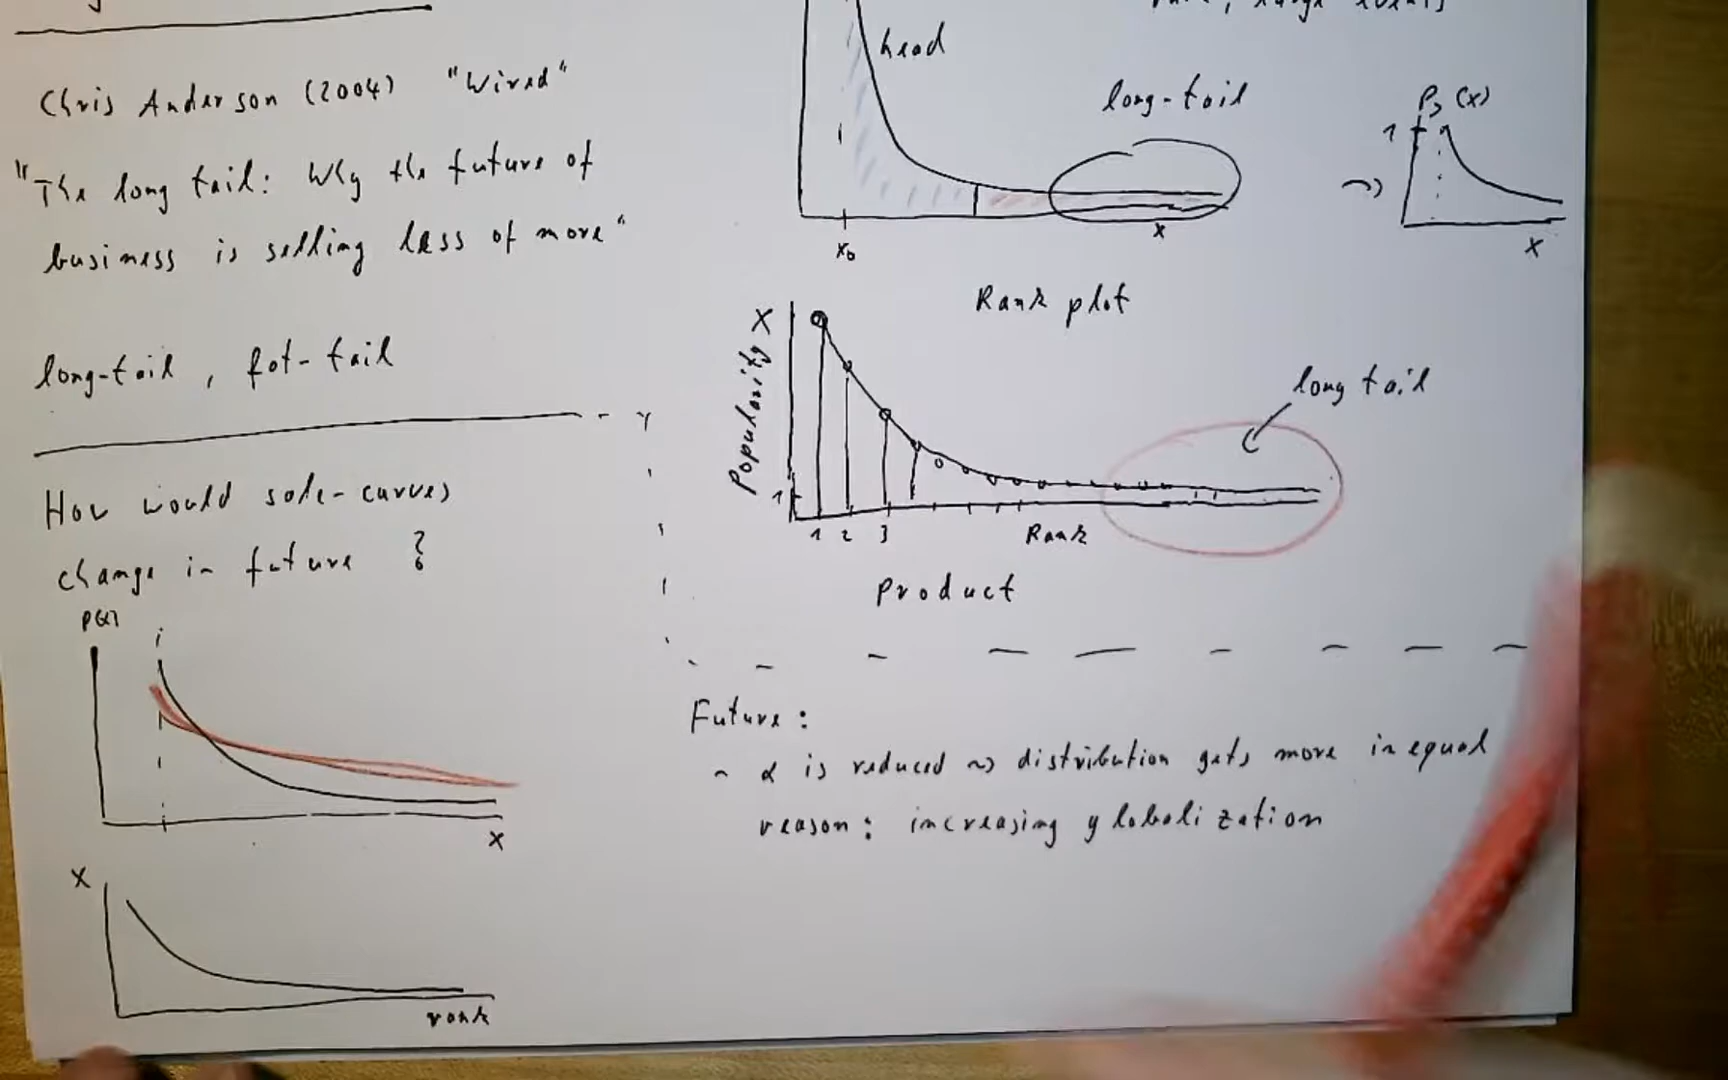 Chris Anderson (2004) "Wired"
"The long tail: Why the future of
business is selling less of more"
long-tail, fat-tail
How would sale-curves
change in future ?
p(x)
x
x
rank
head
long-tail
x0
x
P> (x)
1
x
Rank plot
Popularity x
1
1 2 3
Rank
long tail
Product
Future:
- α is reduced ~> distribution gets more inequal
reason: increasing globalization